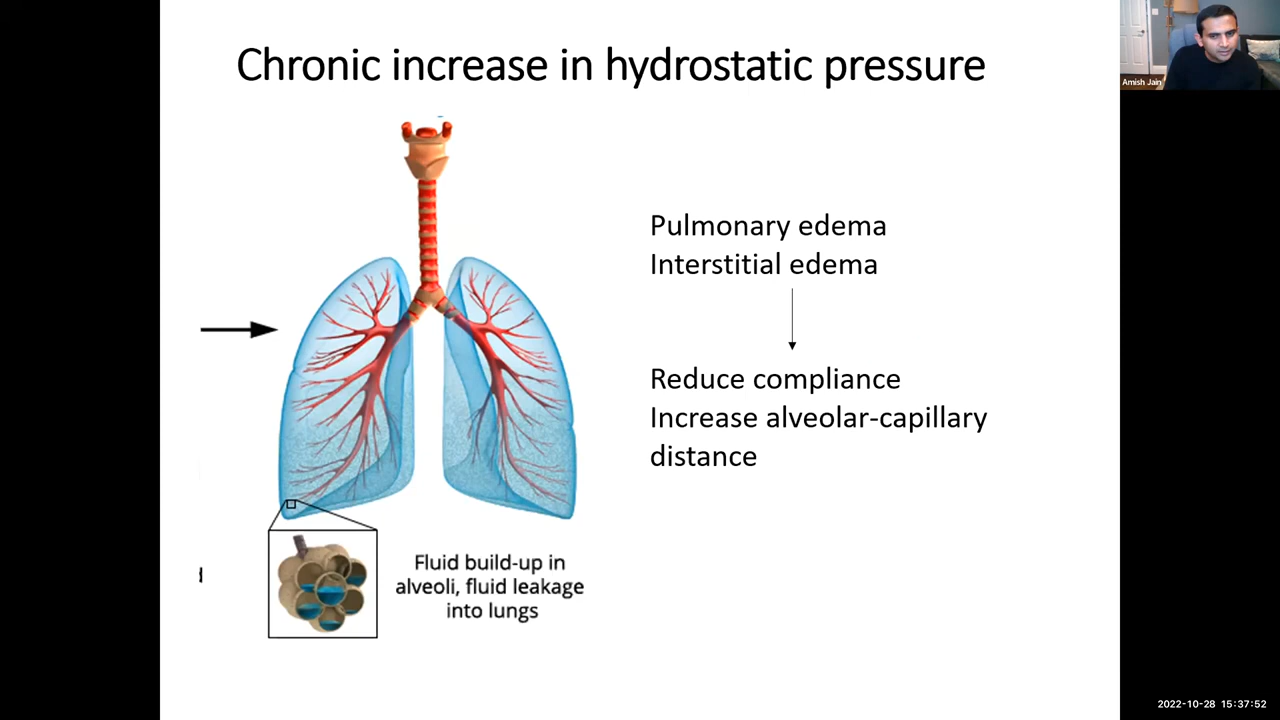 Chronic increase in hydrostatic pressure
Amish Jain
Pulmonary edema
Interstitial edema
Reduce compliance
Increase alveolar-capillary
distance
Fluid build-up in
alveoli, fluid leakage
into lungs
2022-10-28 15:37:52